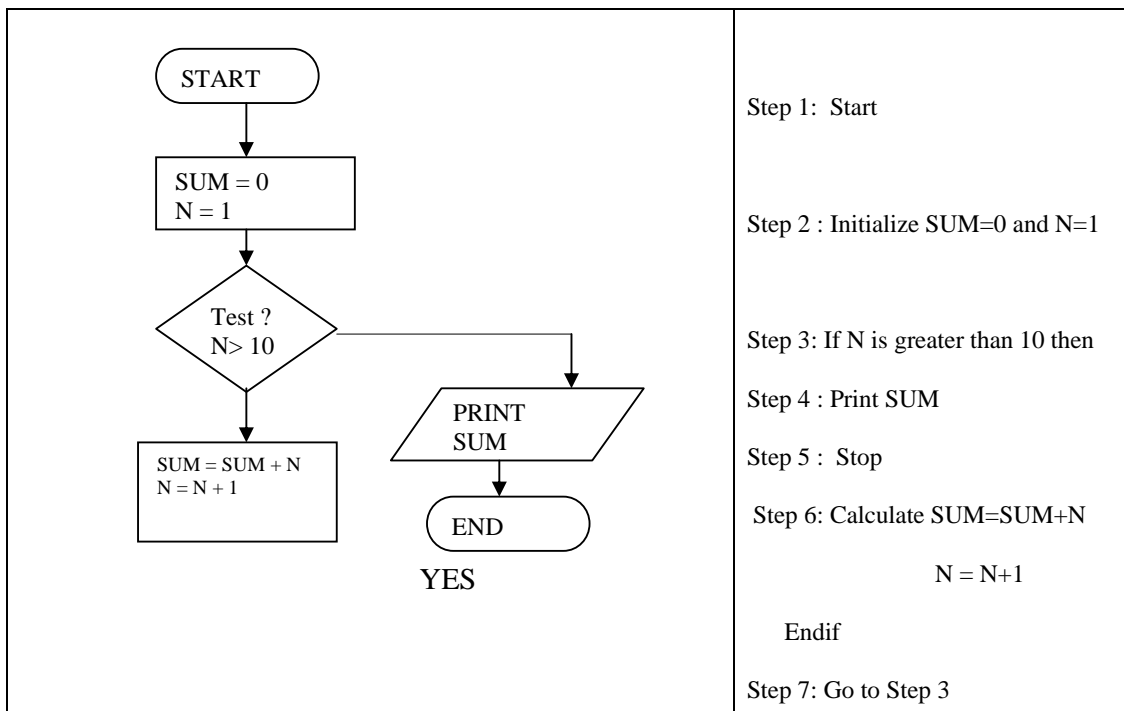 START
SUM = 0
N = 1
Test ?
N> 10
PRINT
SUM
SUM = SUM + N
N = N + 1
END
YES
Step 1:  Start
Step 2 : Initialize SUM=0 and N=1
Step 3: If N is greater than 10 then
Step 4 : Print SUM
Step 5 :  Stop
Step 6: Calculate SUM=SUM+N
N = N+1
Endif
Step 7: Go to Step 3